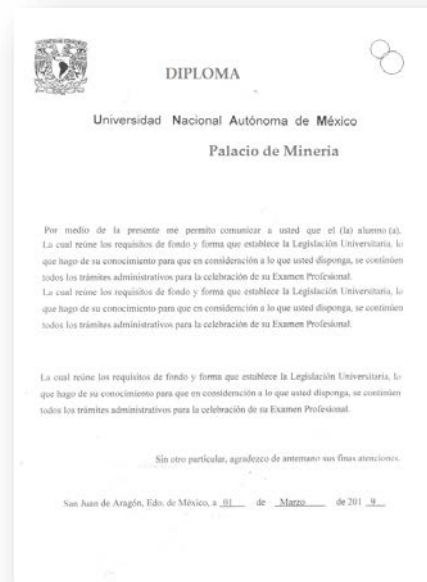 DIPLOMA
Universidad Nacional Autónoma de México
Palacio de Mineria
Por medio de la presente me permito comunicar a usted que el (la) alumno (a).
La cual reúne los requisitos de fondo y forma que establece la Legislación Universitaria, lo
que hago de su conocimiento para que en consideración a lo que usted disponga, se continúen
todos los trámites administrativos para la celebración de su Examen Profesional.
La cual reúne los requisitos de fondo y forma que establece la Legislación Universitaria, lo
que hago de su conocimiento para que en consideración a lo que usted disponga, se continúen
todos los trámites administrativos para la celebración de su Examen Profesional.
La cual reúne los requisitos de fondo y forma que establece la Legislación Universitaria, lo
que hago de su conocimiento para que en consideración a lo que usted disponga, se continúen
todos los trámites administrativos para la celebración de su Examen Profesional.
Sin otro particular, agradezco de antemano sus finas atenciones.
San Juan de Aragón, Edo. de México, a 01 de Marzo de 201 9